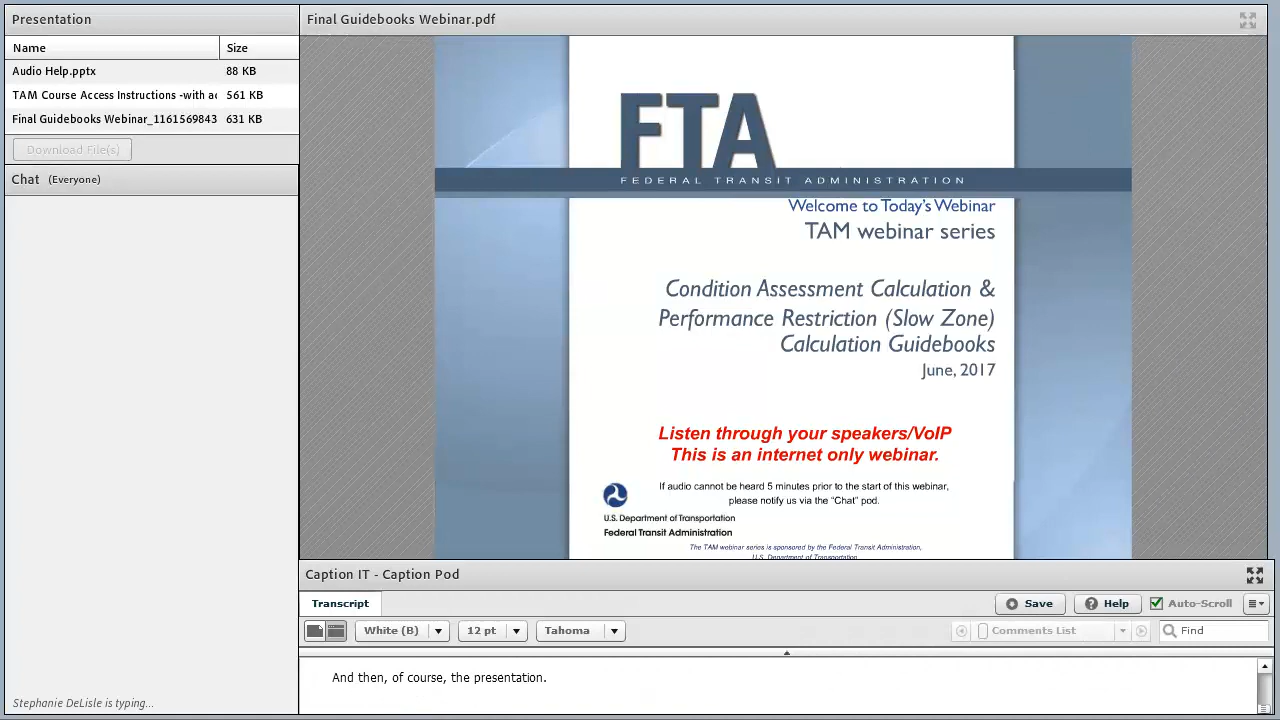 Presentation
Name Size
Audio Help.pptx 88 KB
TAM Course Access Instructions -with ac 561 KB
Final Guidebooks Webinar_1161569843 631 KB
Download File(s)
Chat (Everyone)
Stephanie DeLisle is typing...
Final Guidebooks Webinar.pdf
FTA
FEDERAL TRANSIT ADMINISTRATION
Welcome to Today's Webinar
TAM webinar series
Condition Assessment Calculation &
Performance Restriction (Slow Zone)
Calculation Guidebooks
June, 2017
Listen through your speakers/VoIP
This is an internet only webinar.
If audio cannot be heard 5 minutes prior to the start of this webinar,
please notify us via the “Chat” pod.
U.S. Department of Transportation
Federal Transit Administration
The TAM webinar series is sponsored by the Federal Transit Administration,
U.S. Department of Transportation
Caption IT - Caption Pod
Transcript
Save Help Auto-Scroll
White (B) 12 pt Tahoma Comments List Find
And then, of course, the presentation.